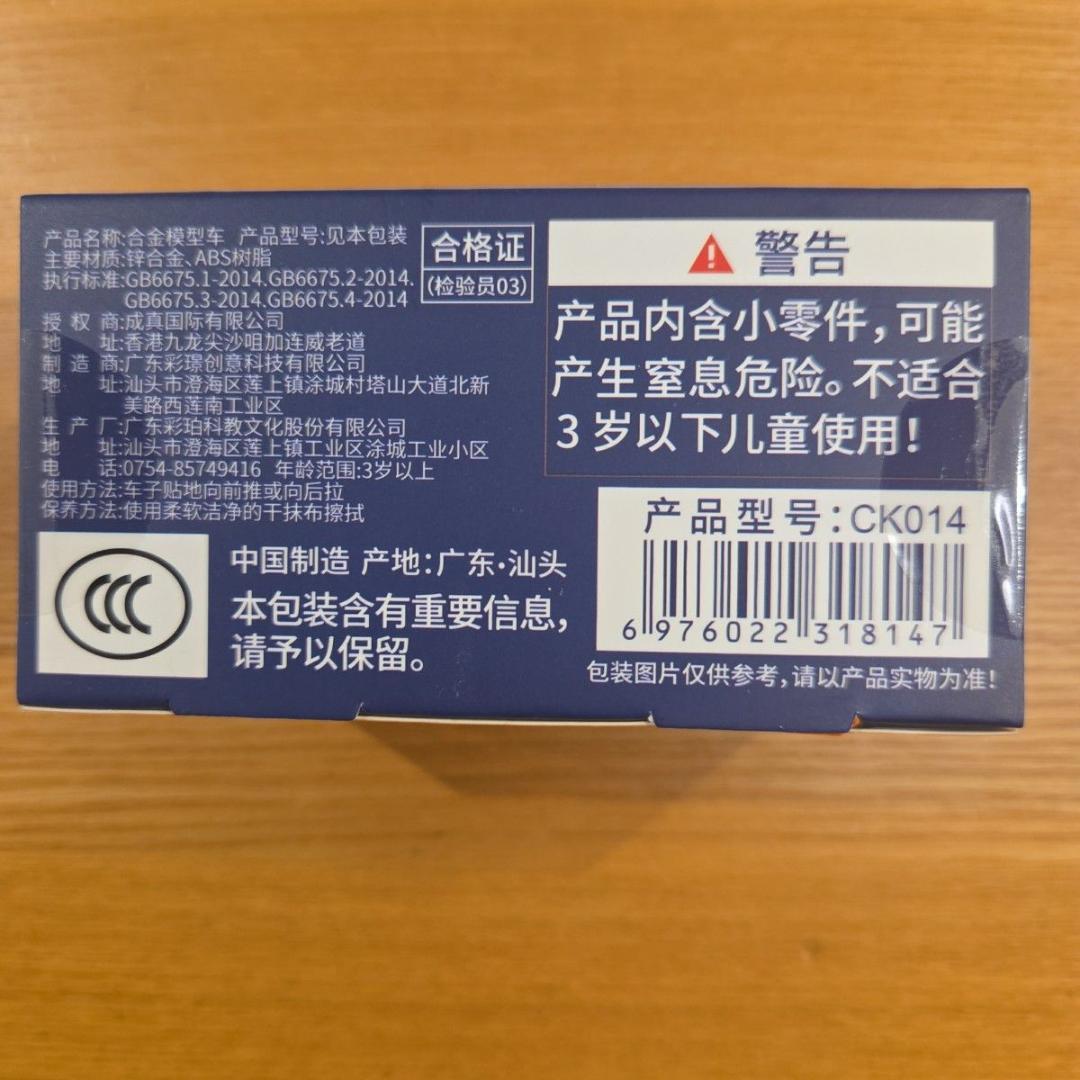 产品名称:合金模型车 产品型号:见本包装
主要材质:锌合金、ABS树脂
执行标准:GB6675.1-2014.GB6675.2-2014.
GB6675.3-2014.GB6675.4-2014
授 权 商:成真国际有限公司
地 址:香港九龙尖沙咀加连威老道
制 造 商:广东彩璟创意科技有限公司
地 址:汕头市澄海区莲上镇涂城村塔山大道北新
美路西莲南工业区
生 产 厂:广东彩珀科教文化股份有限公司
地 址:汕头市澄海区莲上镇工业区涂城工业小区
电 话:0754-85749416 年龄范围:3岁以上
使用方法:车子贴地向前推或向后拉
保养方法:使用柔软洁净的干抹布擦拭
合格证
(检验员03)
警告
产品内含小零件,可能
产生窒息危险。不适合
3 岁以下儿童使用!
CCC
中国制造 产地:广东·汕头
本包装含有重要信息,
请予以保留。
产品型号:CK014
6 976022 318147
包装图片仅供参考,请以产品实物为准!